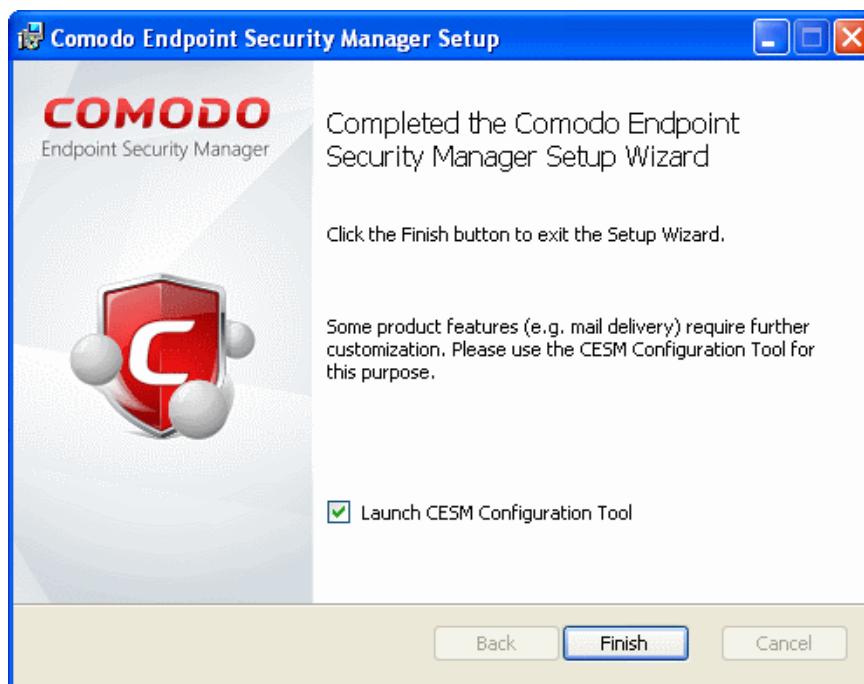 Comodo Endpoint Security Manager Setup
COMODO
Endpoint Security Manager
Completed the Comodo Endpoint
Security Manager Setup Wizard
Click the Finish button to exit the Setup Wizard.
Some product features (e.g. mail delivery) require further
customization. Please use the CESM Configuration Tool for
this purpose.
C
Launch CESM Configuration Tool
Back
Finish
Cancel